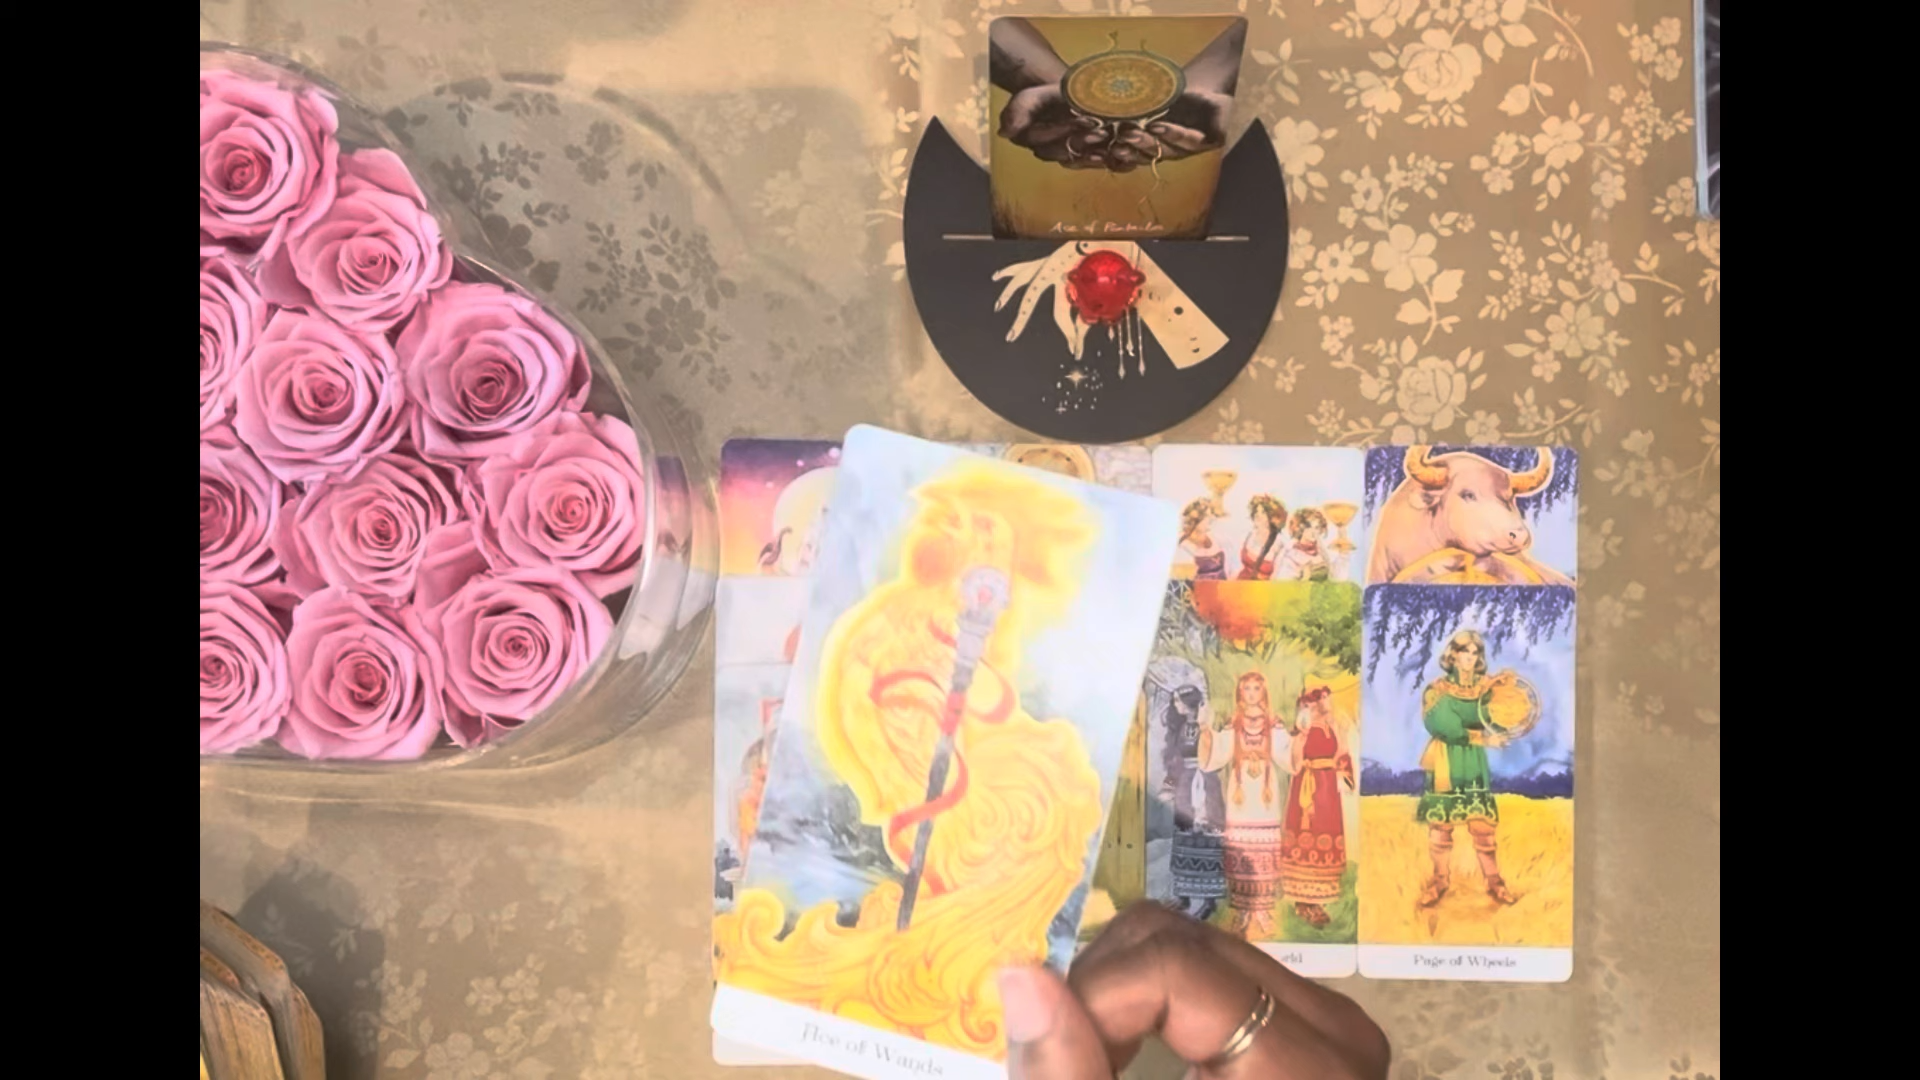 Ace of Pentacles
Page of Wheels
Ace of Wands